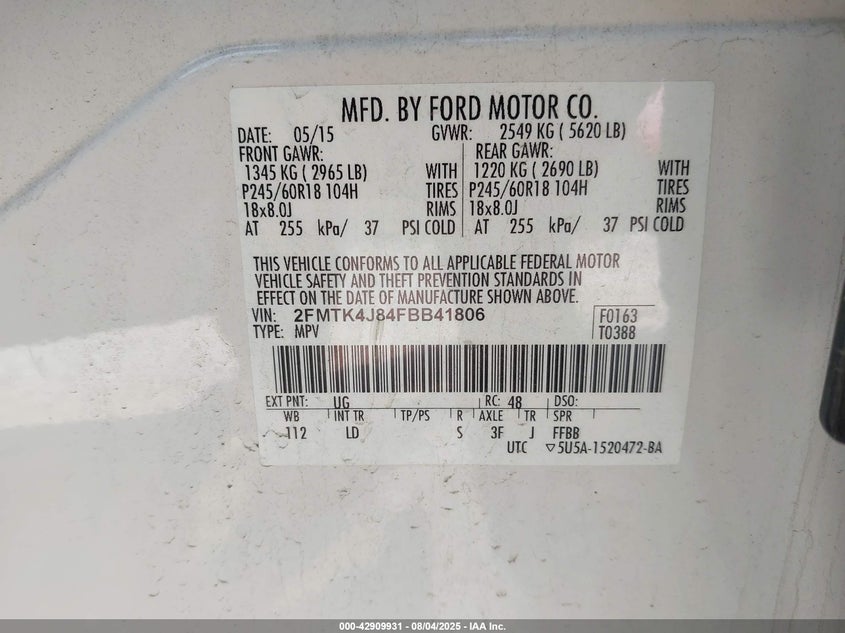 MFD. BY FORD MOTOR CO.
DATE: 05/15 GVWR: 2549 KG ( 5620 LB)
FRONT GAWR: REAR GAWR:
1345 KG ( 2965 LB) WITH 1220 KG ( 2690 LB) WITH
P245/60R18 104H TIRES P245/60R18 104H TIRES
18x8.0J RIMS 18x8.0J RIMS
AT 255 kPa/ 37 PSI COLD AT 255 kPa/ 37 PSI COLD
THIS VEHICLE CONFORMS TO ALL APPLICABLE FEDERAL MOTOR
VEHICLE SAFETY AND THEFT PREVENTION STANDARDS IN
EFFECT ON THE DATE OF MANUFACTURE SHOWN ABOVE.
VIN: 2FMTK4J84FBB41806 F0163
TYPE: MPV T0388
EXT PNT: UG RC: 48 DSO:
WB INT TR TP/PS R AXLE TR SPR
112 LD S 3F J FFBB
UTC ▽5U5A-1520472-BA
000-42909931 - 08/04/2025 - IAA Inc.